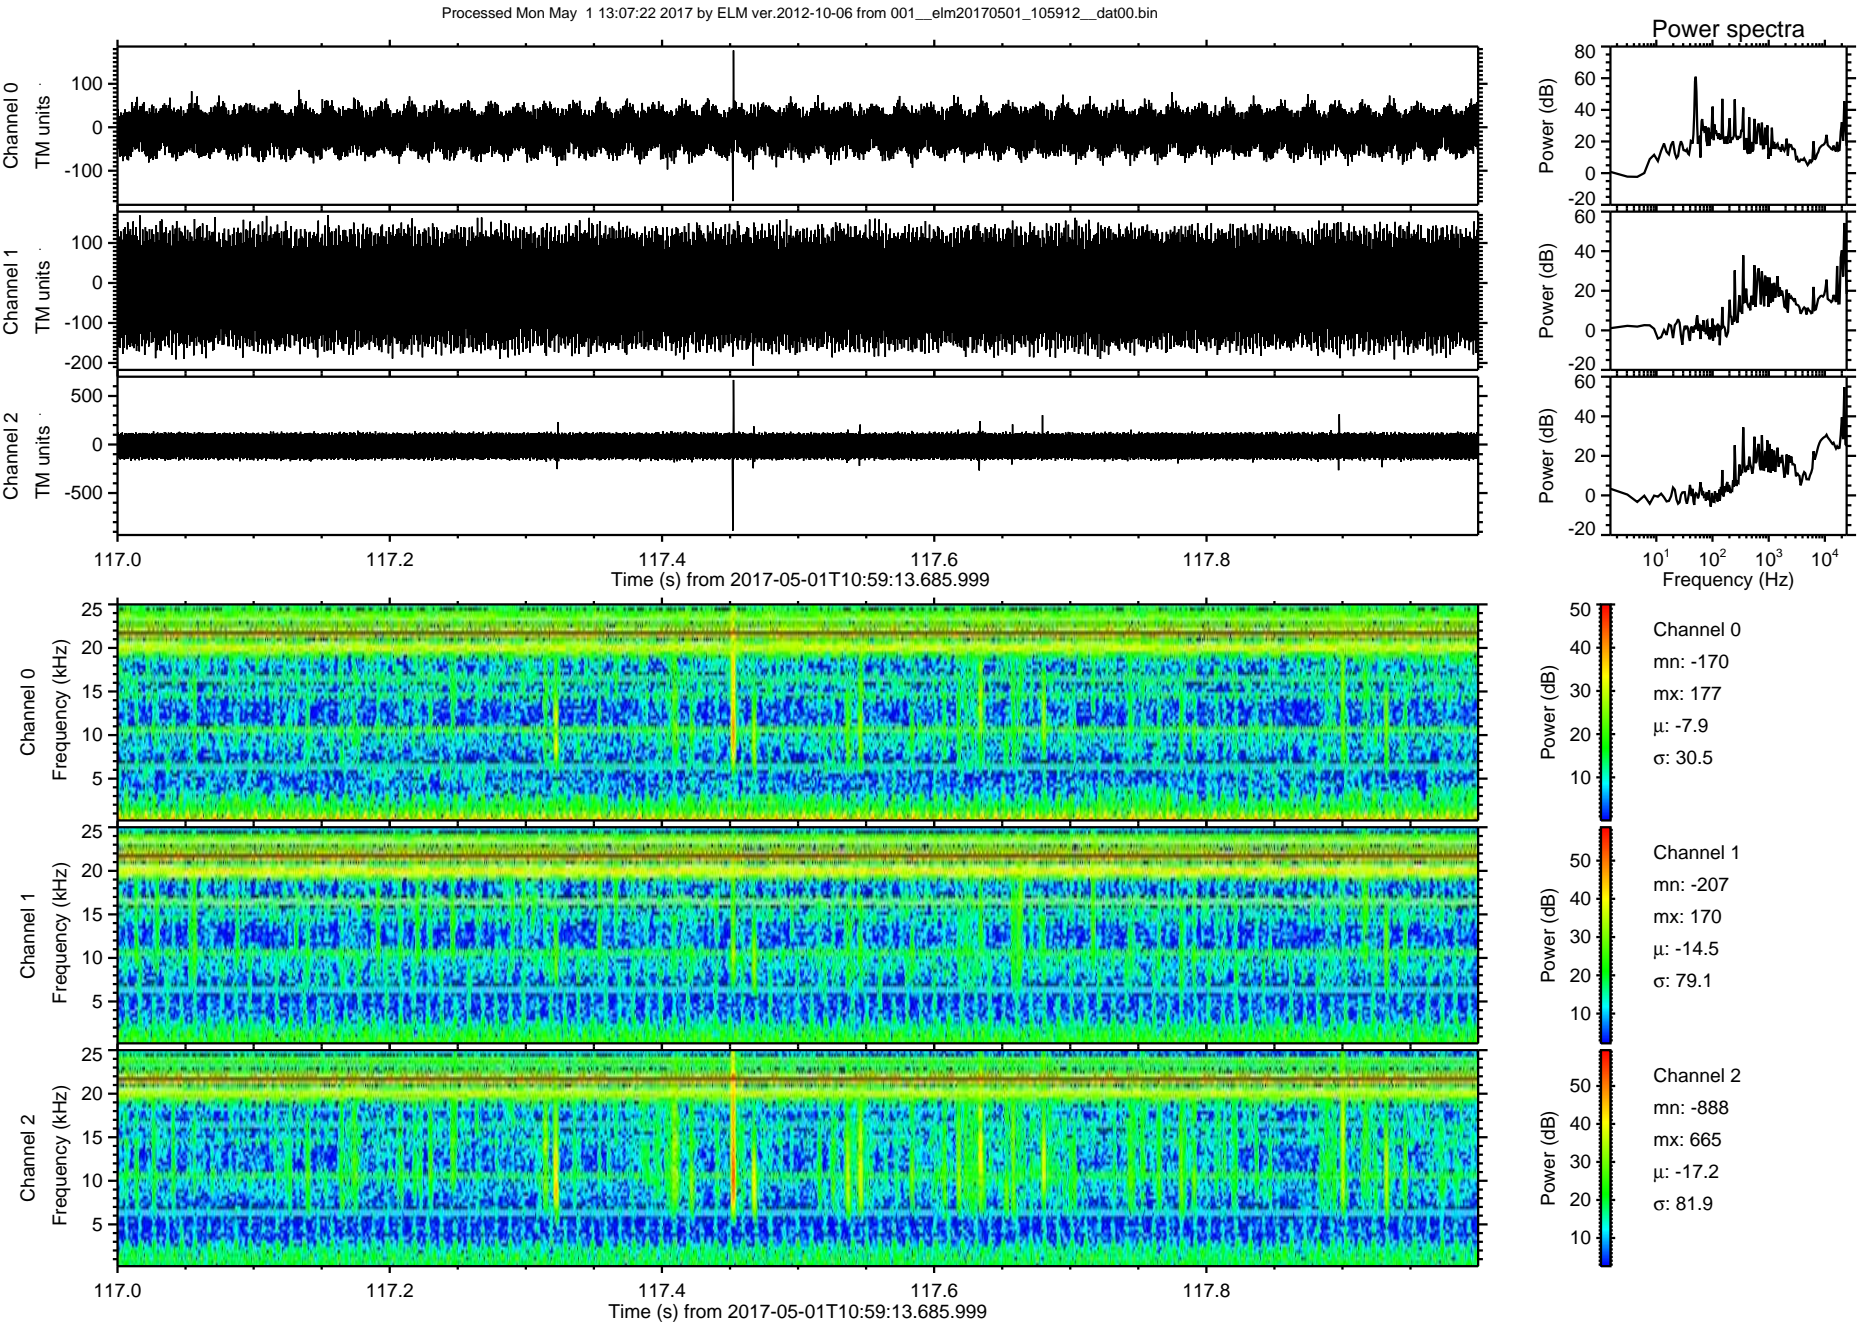 Processed Mon May  1 13:07:22 2017 by ELM ver.2012-10-06 from 001__elm20170501_105912__dat00.bin
Power spectra
Channel 0
TM units
100
0
-100
Power (dB)
80
60
40
20
0
-20
Channel 1
TM units
100
0
-100
-200
Power (dB)
60
40
20
0
-20
Channel 2
TM units
500
0
-500
Power (dB)
60
40
20
0
-20
117.0 117.2 117.4 117.6 117.8
Time (s) from 2017-05-01T10:59:13.685.999
10¹ 10² 10³ 10⁴
Frequency (Hz)
Channel 0
Frequency (kHz)
25
20
15
10
5
Power (dB)
50
40
30
20
10
Channel 0
mn: -170
mx: 177
µ: -7.9
σ: 30.5
Channel 1
Frequency (kHz)
25
20
15
10
5
Power (dB)
50
40
30
20
10
Channel 1
mn: -207
mx: 170
µ: -14.5
σ: 79.1
Channel 2
Frequency (kHz)
25
20
15
10
5
Power (dB)
50
40
30
20
10
Channel 2
mn: -888
mx: 665
µ: -17.2
σ: 81.9
117.0 117.2 117.4 117.6 117.8
Time (s) from 2017-05-01T10:59:13.685.999